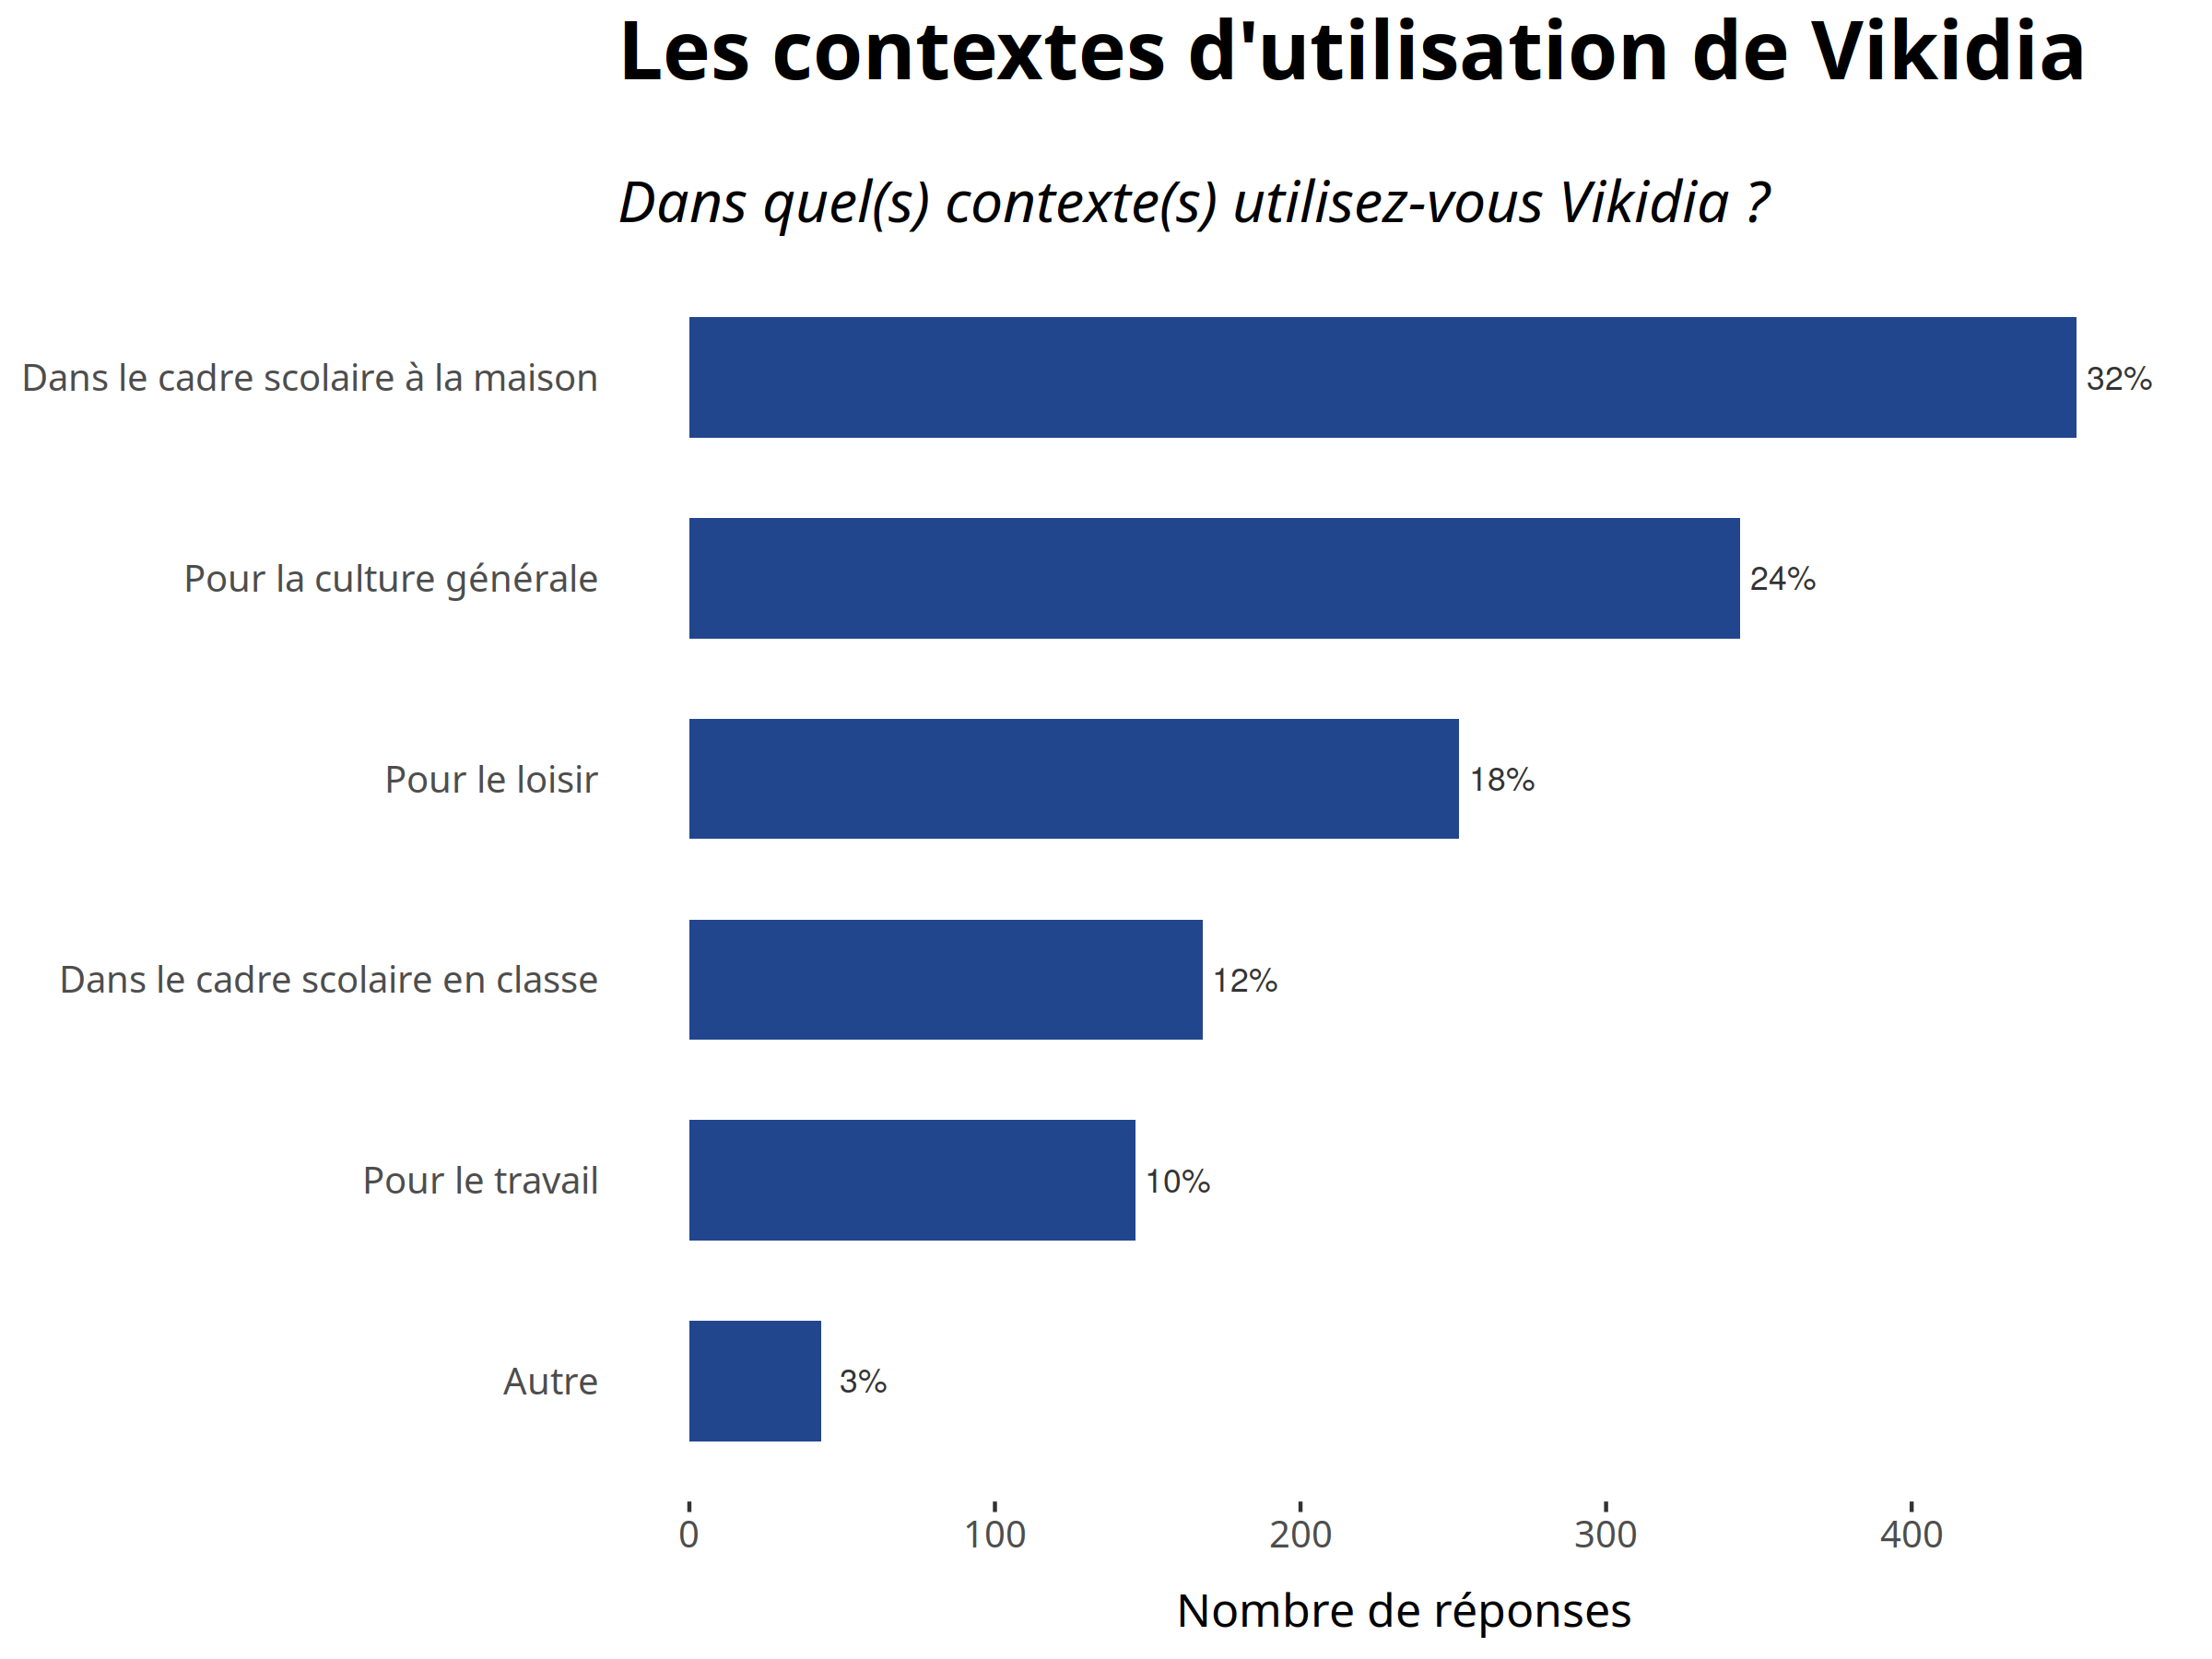 Les contextes d'utilisation de Vikidia
Dans quel(s) contexte(s) utilisez-vous Vikidia ?
Dans le cadre scolaire à la maison
32%
Pour la culture générale
24%
Pour le loisir
18%
Dans le cadre scolaire en classe
12%
Pour le travail
10%
Autre
3%
0 100 200 300 400
Nombre de réponses